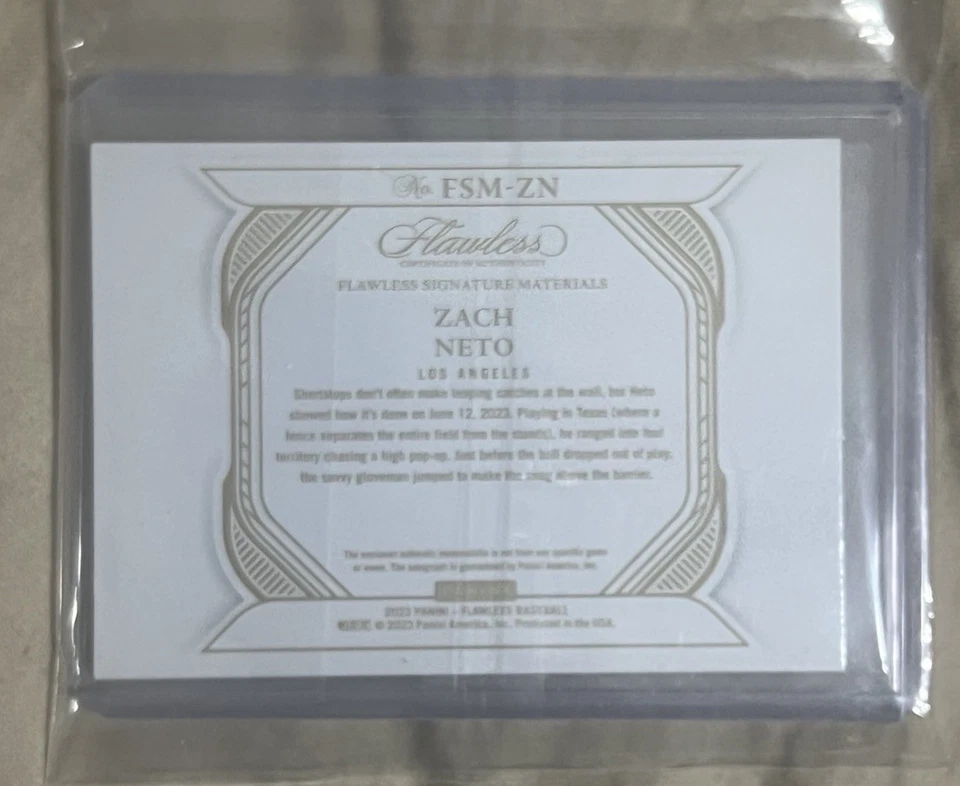 No. FSM-ZN
Flawless
CERTIFICATE OF AUTHENTICITY
FLAWLESS SIGNATURE MATERIALS
ZACH
NETO
LOS ANGELES
Shortstops don't often make leaping catches at the wall, but Neto
showed how it's done on June 12, 2023. Playing in Texas (where a
fence separates the entire field from the stands), he ranged into foul
territory chasing a high pop-up. Just before the ball dropped out of play,
the savvy gloveman jumped to make the snag above the barrier.
The enclosed authentic memorabilia is not from any specific game
or event. The autograph is guaranteed by Panini America, Inc.
2023 PANINI – FLAWLESS BASEBALL
© 2023 Panini America, Inc. Produced in the USA.